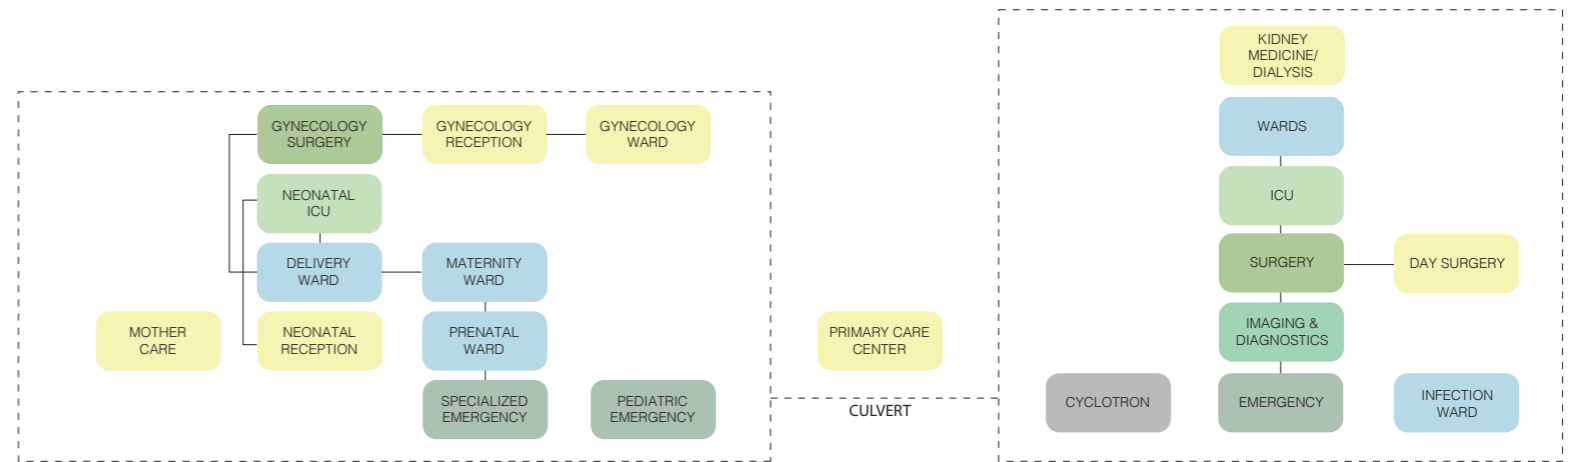 KIDNEY
MEDICINE/
DIALYSIS
GYNECOLOGY
SURGERY
GYNECOLOGY
RECEPTION
GYNECOLOGY
WARD
WARDS
NEONATAL
ICU
ICU
DELIVERY
WARD
MATERNITY
WARD
SURGERY
DAY SURGERY
MOTHER
CARE
NEONATAL
RECEPTION
PRENATAL
WARD
PRIMARY CARE
CENTER
IMAGING &
DIAGNOSTICS
SPECIALIZED
EMERGENCY
PEDIATRIC
EMERGENCY
CULVERT
CYCLOTRON
EMERGENCY
INFECTION
WARD